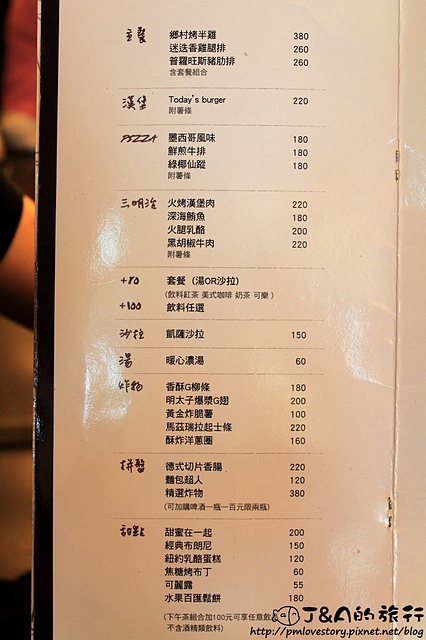 主餐 鄉村烤半雞 380
迷迭香雞腿排 260
普羅旺斯豬肋排 260
含套餐組合
漢堡 Today's burger 220
附薯條
PIZZA 墨西哥風味 180
鮮煎牛排 180
綠椰仙蹤 180
附薯條
三明治 火烤漢堡肉 220
深海鮪魚 180
火腿乳酪 200
黑胡椒牛肉 220
附薯條
+80 套餐（湯OR沙拉）
(飲料紅茶 美式咖啡 奶茶 可樂 )
+100 飲料任選
沙拉 凱薩沙拉 150
湯 暖心濃湯 60
炸物 香酥G柳條 180
明太子爆漿G翅 200
黃金炸脆薯 100
馬茲瑞拉起士條 220
酥炸洋蔥圈 160
拼盤 德式切片香腸 220
麵包超人 120
精選炸物 380
(可加購啤酒一瓶一百元限兩瓶)
甜點 甜蜜在一起 200
經典布朗尼 150
紐約乳酪蛋糕 120
焦糖烤布丁 60
可麗露 55
水果百匯鬆餅 180
(下午茶組合加100元可享任意飲
不含酒精類飲料)
J&A的旅行
http://pmlovestory.pixnet.net/blog